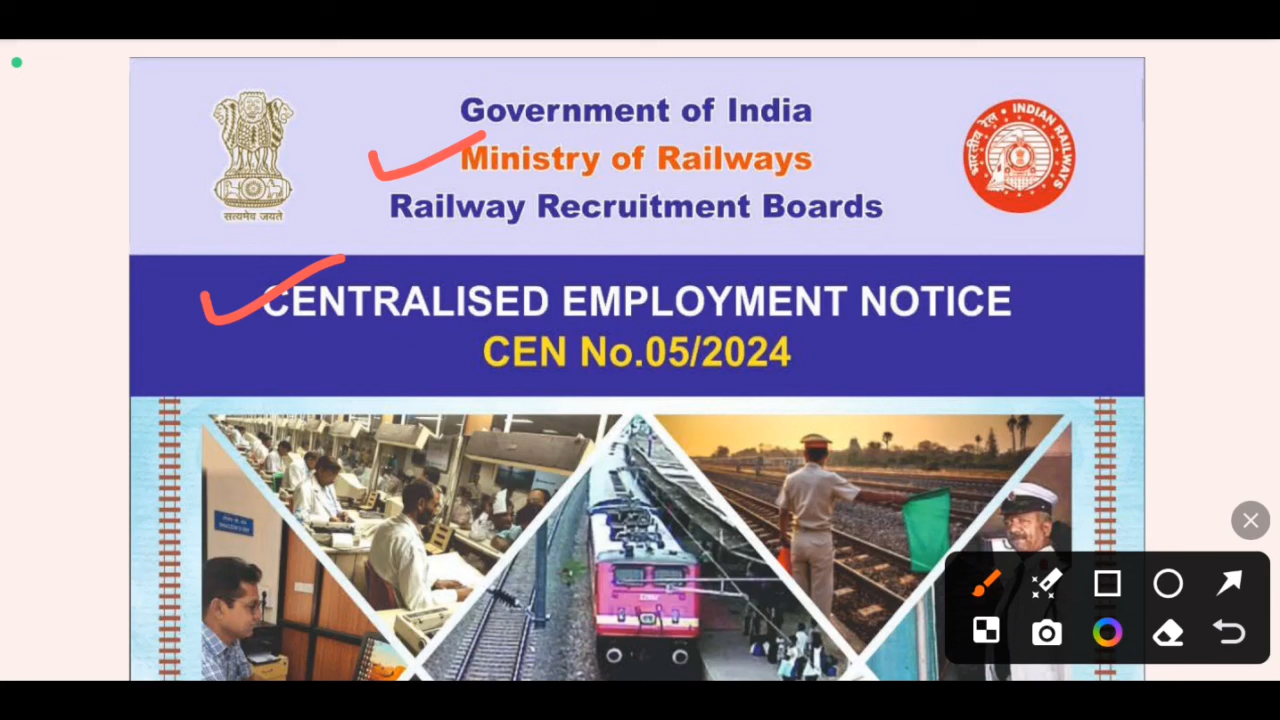 Government of India
Ministry of Railways
Railway Recruitment Boards
सत्यमेव जयते
भारतीय रेल • INDIAN RAILWAYS
CENTRALISED EMPLOYMENT NOTICE
CEN No.05/2024